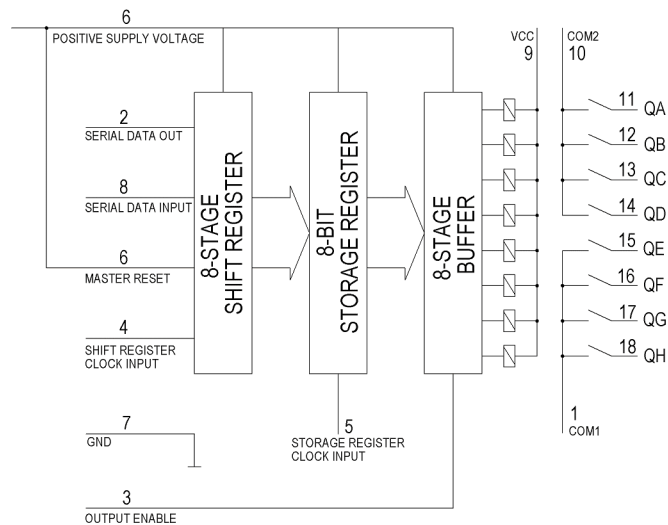 6
POSITIVE SUPPLY VOLTAGE
VCC
9
COM2
10
2
SERIAL DATA OUT
8
SERIAL DATA INPUT
6
MASTER RESET
4
SHIFT REGISTER
CLOCK INPUT
7
GND
3
OUTPUT ENABLE
8-STAGE
SHIFT REGISTER
8-BIT
STORAGE REGISTER
5
STORAGE REGISTER
CLOCK INPUT
8-STAGE
BUFFER
11 QA
12 QB
13 QC
14 QD
15 QE
16 QF
17 QG
18 QH
1
COM1